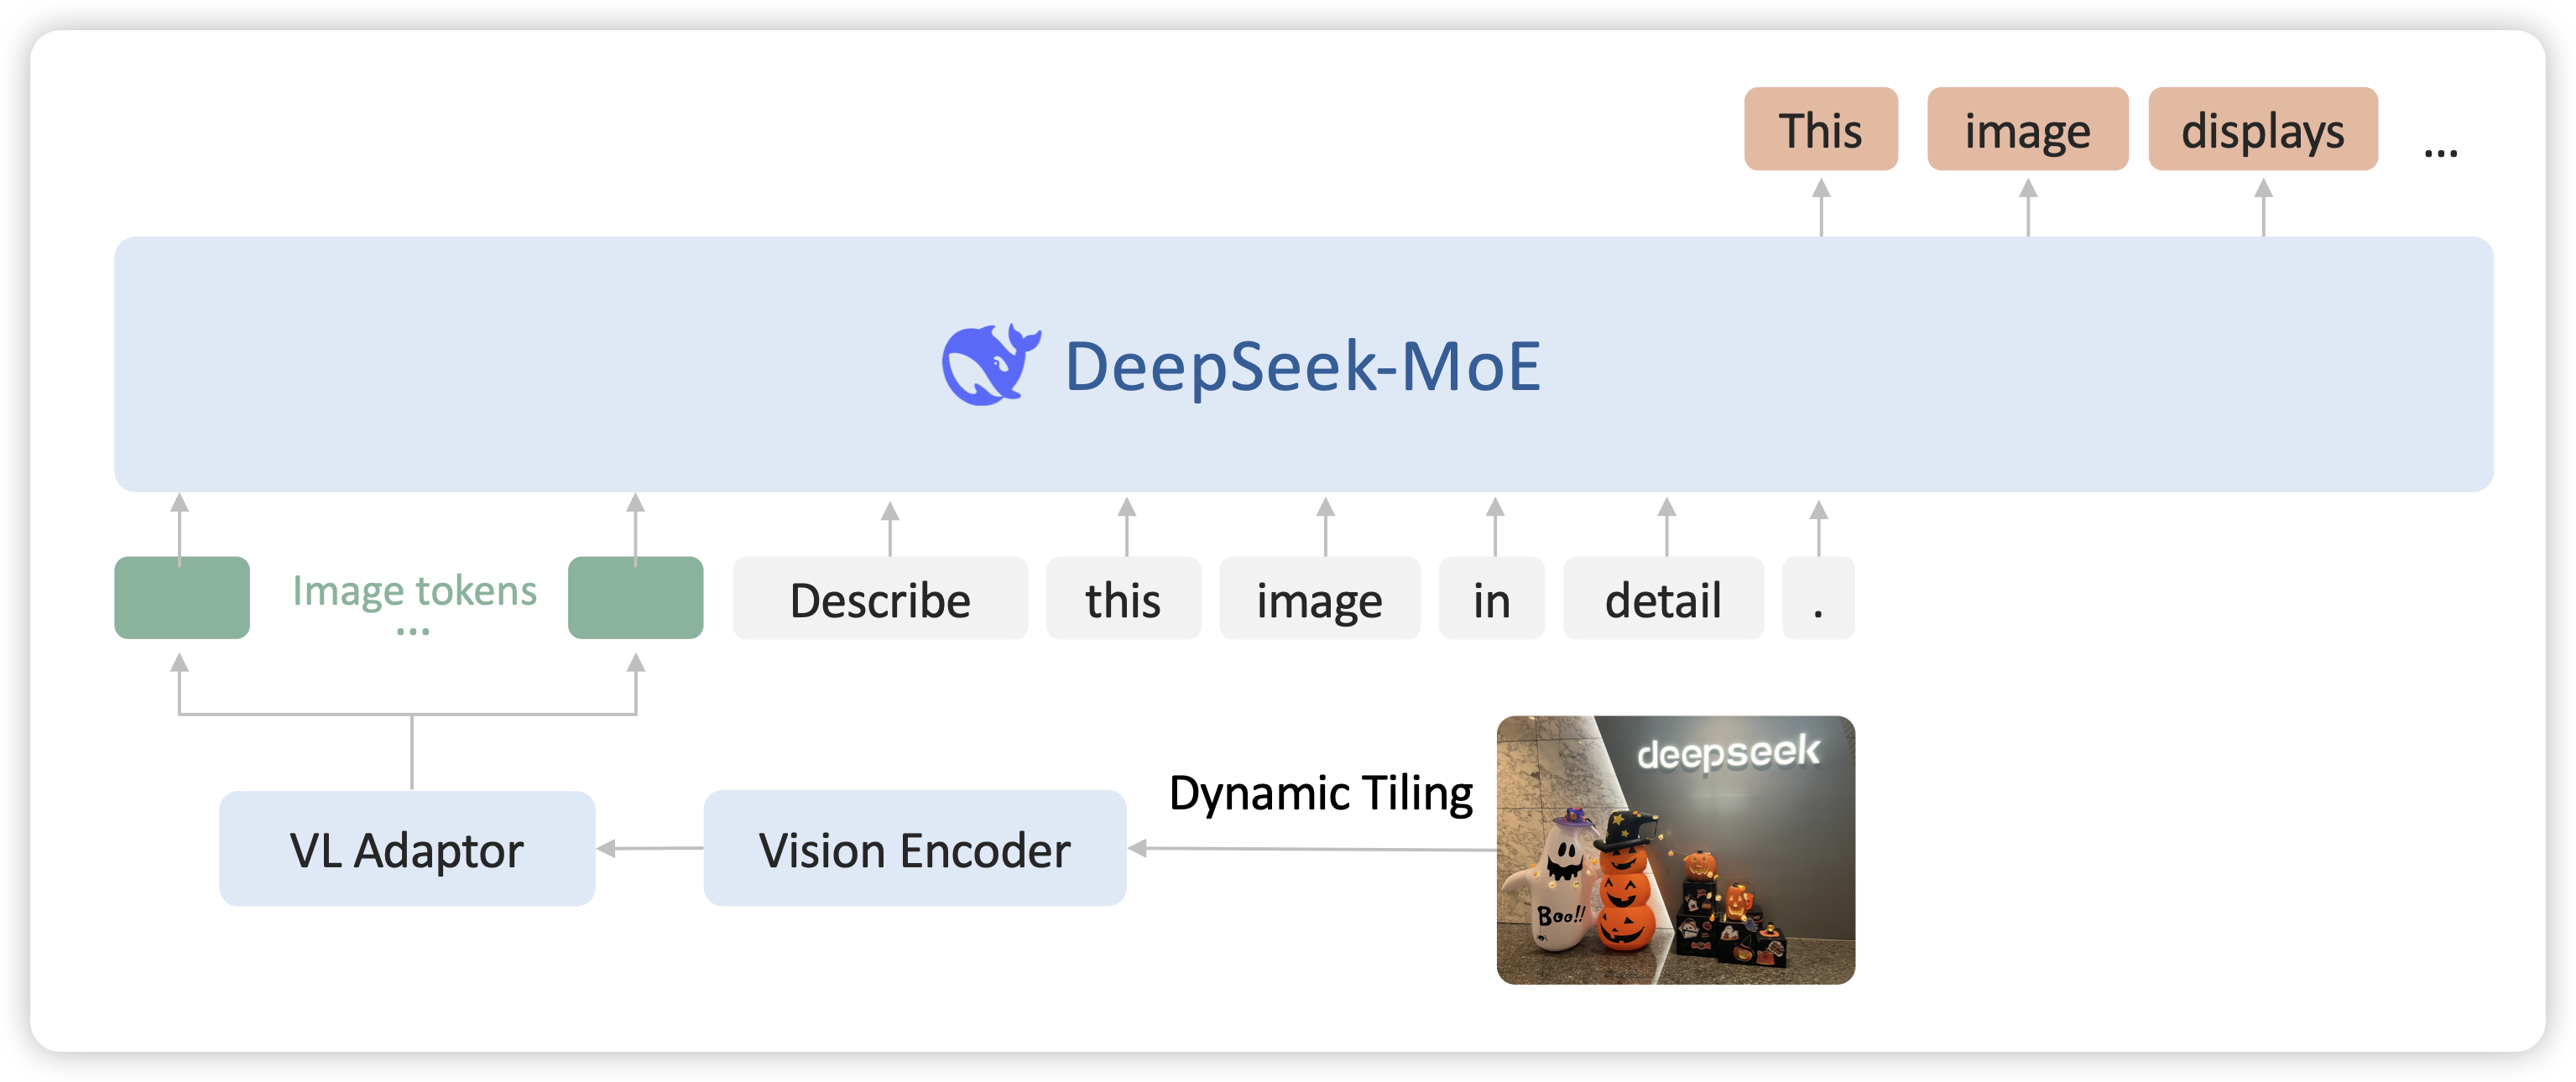 This image displays ...
DeepSeek-MoE
Image tokens
...
Describe this image in detail .
deepseek
Dynamic Tiling
VL Adaptor
Vision Encoder
Boo!!